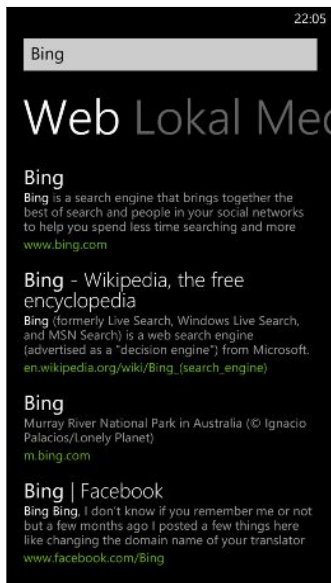 22:05
Bing
Web Lokal Med
Bing
Bing is a search engine that brings together the
best of search and people in your social networks
to help you spend less time searching and more
www.bing.com
Bing - Wikipedia, the free
encyclopedia
Bing (formerly Live Search, Windows Live Search,
and MSN Search) is a web search engine
(advertised as a "decision engine") from Microsoft.
en.wikipedia.org/wiki/Bing_(search_engine)
Bing
Murray River National Park in Australia (© Ignacio
Palacios/Lonely Planet)
m.bing.com
Bing | Facebook
Bing Bing, I don't know if you remember me or not
but a few months ago I posted a few things here
like changing the domain name of your translator
www.facebook.com/Bing